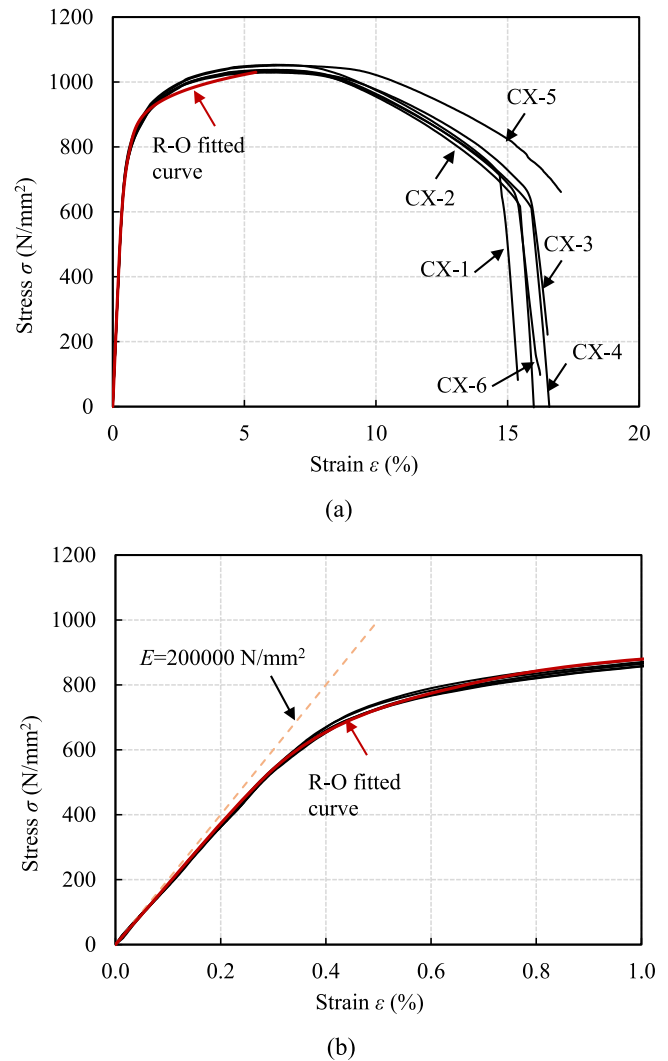 1200
1000
800
600
400
200
0
Stress σ (N/mm²)
R-O fitted
curve
CX-5
CX-2
CX-3
CX-1
CX-4
CX-6
0
5
10
15
20
Strain ε (%)
(a)
1200
1000
800
600
400
200
0
Stress σ (N/mm²)
E=200000 N/mm²
R-O fitted
curve
0.0
0.2
0.4
0.6
0.8
1.0
Strain ε (%)
(b)